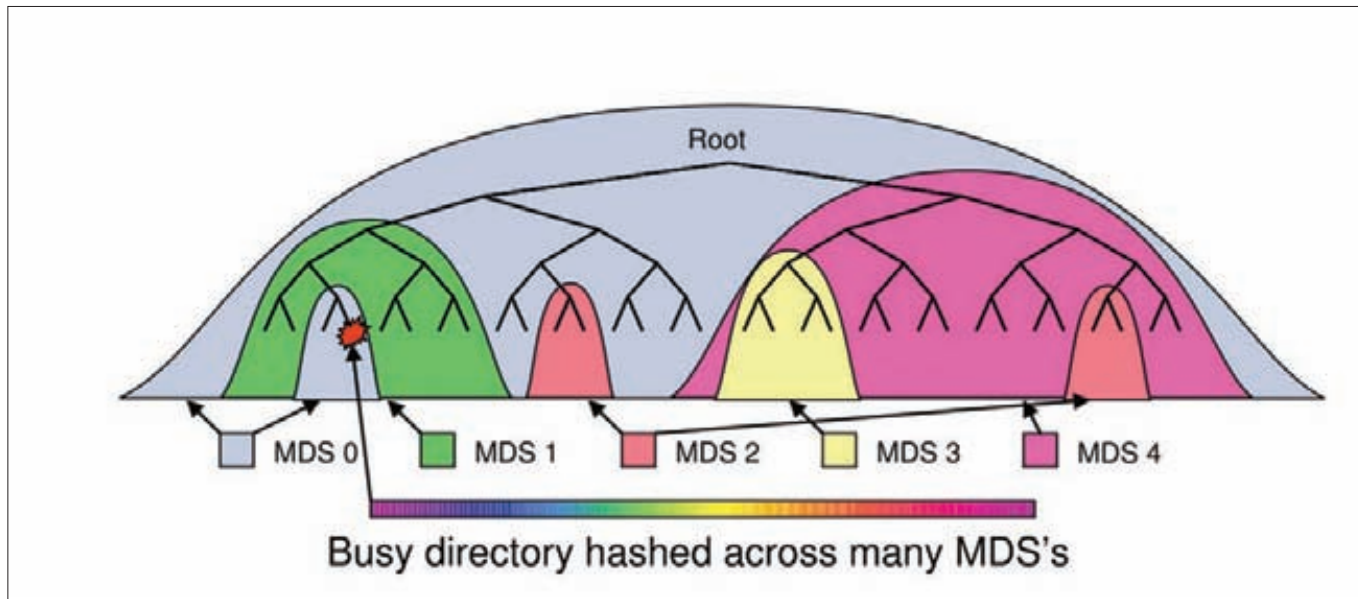 Root
MDS 0
MDS 1
MDS 2
MDS 3
MDS 4
Busy directory hashed across many MDS's